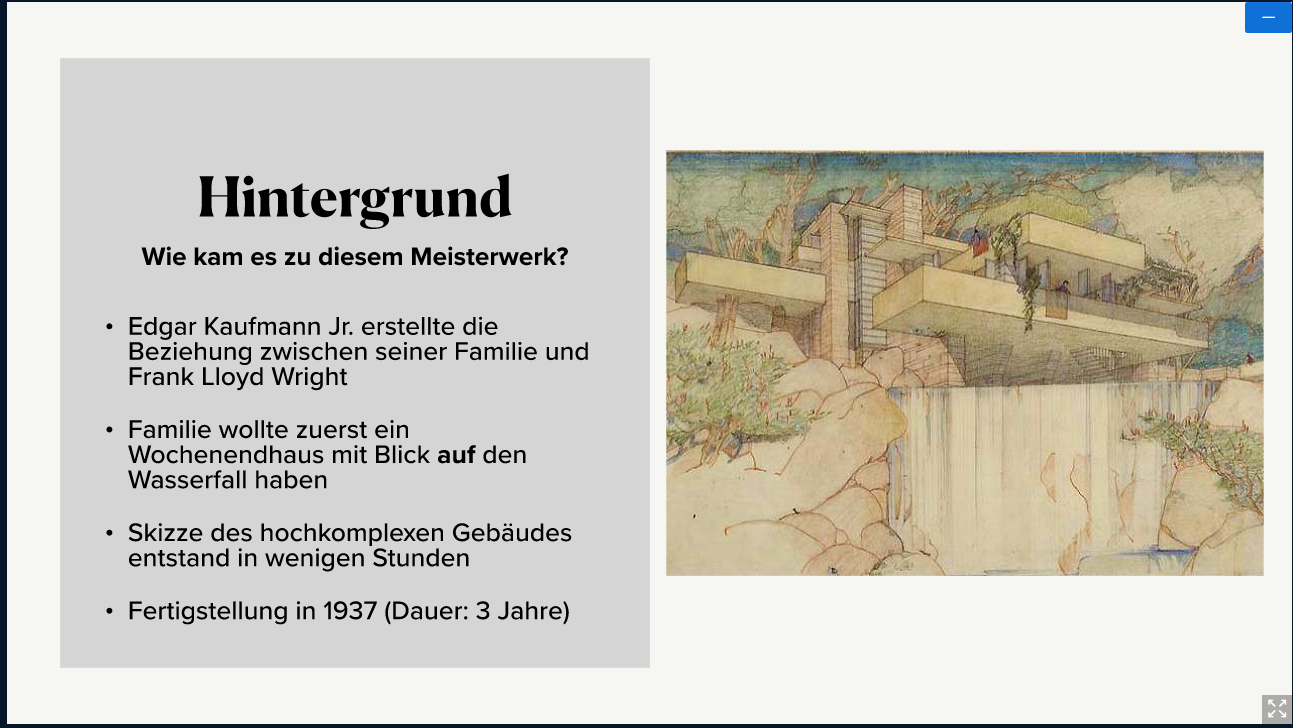 Hintergrund
Wie kam es zu diesem Meisterwerk?
• Edgar Kaufmann Jr. erstellte die
Beziehung zwischen seiner Familie und
Frank Lloyd Wright
• Familie wollte zuerst ein
Wochenendhaus mit Blick auf den
Wasserfall haben
• Skizze des hochkomplexen Gebäudes
entstand in wenigen Stunden
• Fertigstellung in 1937 (Dauer: 3 Jahre)